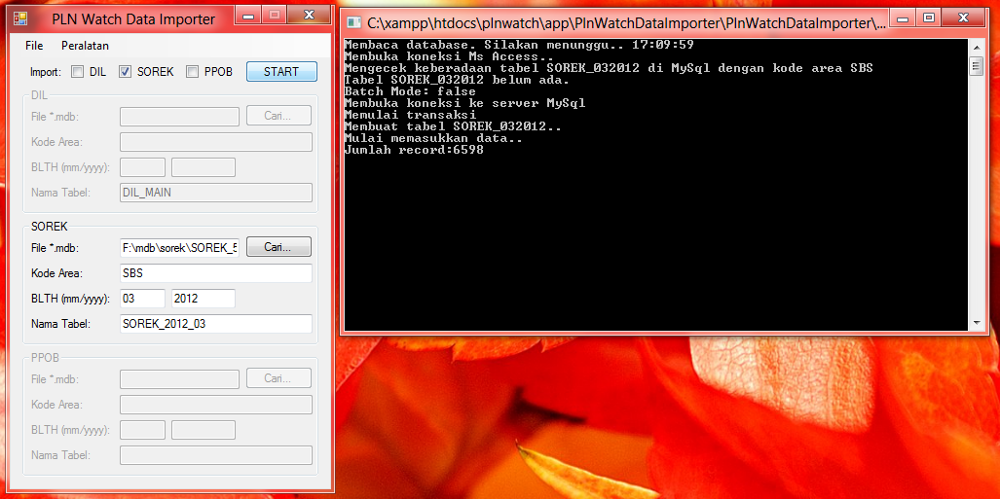 PLN Watch Data Importer
File Peralatan
Import: DIL SOREK PPOB START
DIL
File *.mdb: Cari...
Kode Area:
BLTH (mm/yyyy):
Nama Tabel: DIL_MAIN
SOREK
File *.mdb: F:\mdb\sorek\SOREK_5 Cari...
Kode Area: SBS
BLTH (mm/yyyy): 03 2012
Nama Tabel: SOREK_2012_03
PPOB
File *.mdb: Cari...
Kode Area:
BLTH (mm/yyyy):
Nama Tabel:
C:\xampp\htdocs\plnwatch\app\PlnWatchDataImporter\PlnWatchDataImporter\...
Membaca database. Silakan menunggu.. 17:09:59
Membuka koneksi Ms Access..
Mengecek keberadaan tabel SOREK_032012 di MySql dengan kode area SBS
Tabel SOREK_032012 belum ada.
Batch Mode: false
Membuka koneksi ke server MySql
Memulai transaksi
Membuat tabel SOREK_032012..
Mulai memasukkan data..
Jumlah record:6598